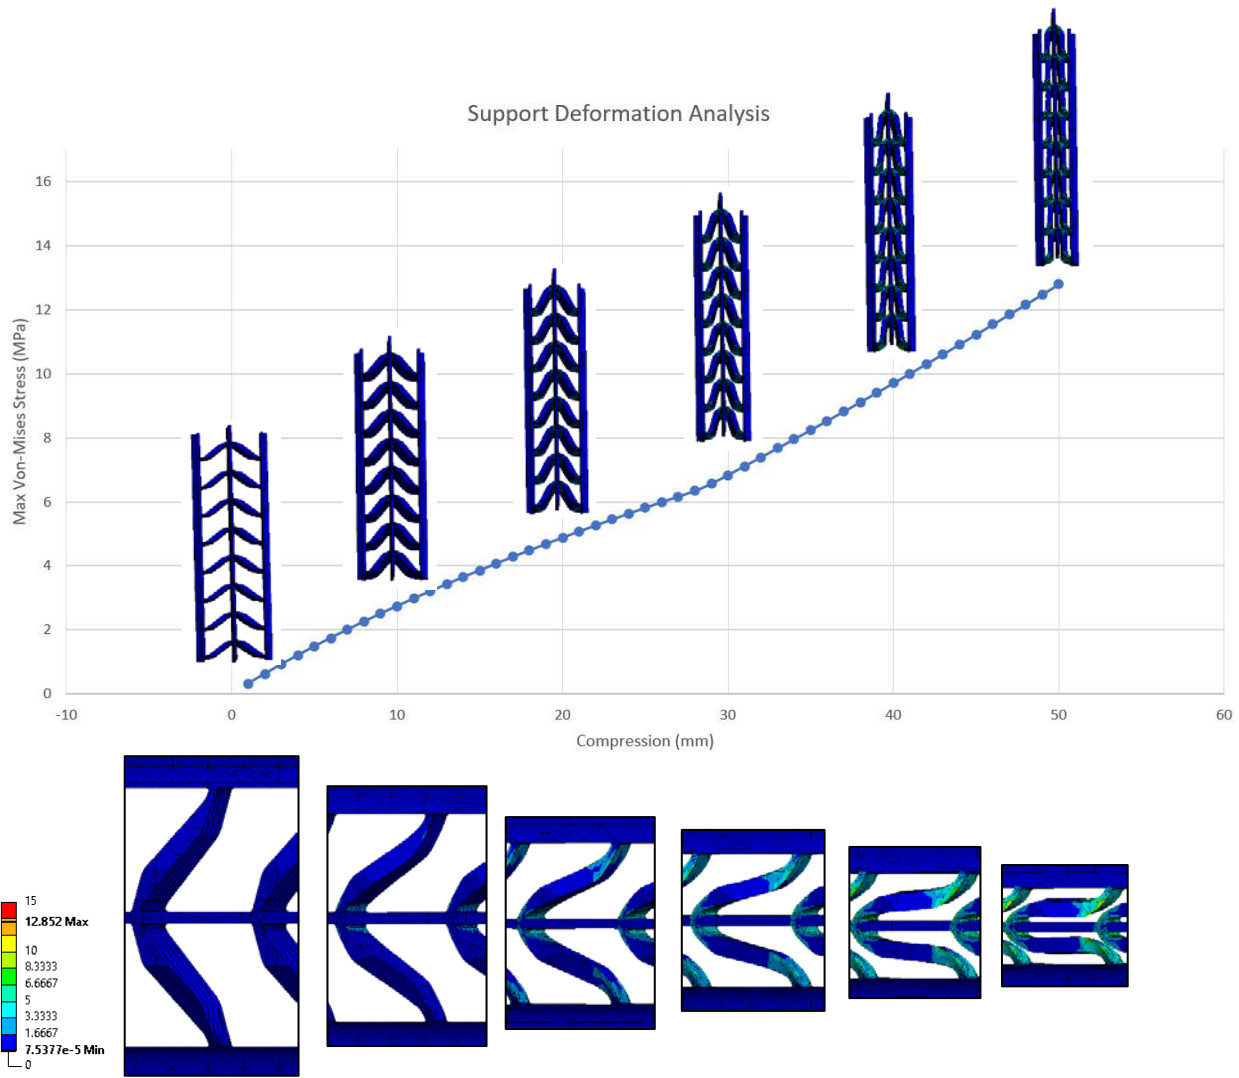 Support Deformation Analysis
16
14
12
10
8
6
4
2
0
Max Von-Mises Stress (MPa)
-10 0 10 20 30 40 50 60
Compression (mm)
15
12.852 Max
10
8.3333
6.6667
5
3.3333
1.6667
7.5377e-5 Min
0